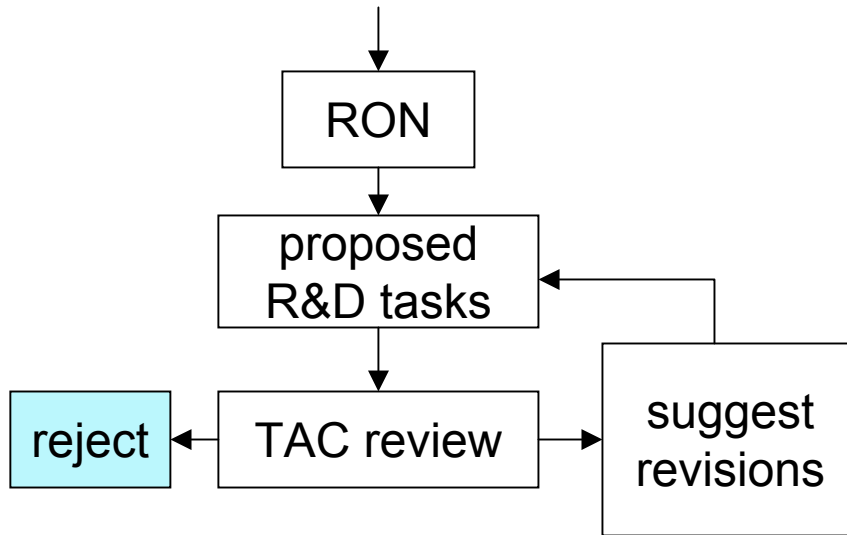 RON
proposed
R&D tasks
reject
TAC review
suggest
revisions